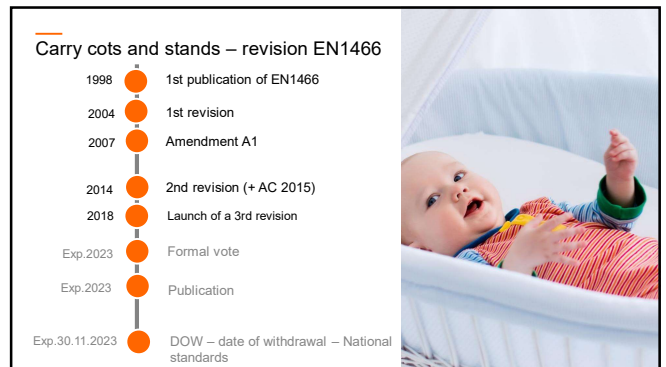 Carry cots and stands – revision EN1466
1998 1st publication of EN1466
2004 1st revision
2007 Amendment A1
2014 2nd revision (+ AC 2015)
2018 Launch of a 3rd revision
Exp.2023 Formal vote
Exp.2023 Publication
Exp.30.11.2023 DOW – date of withdrawal – National
standards